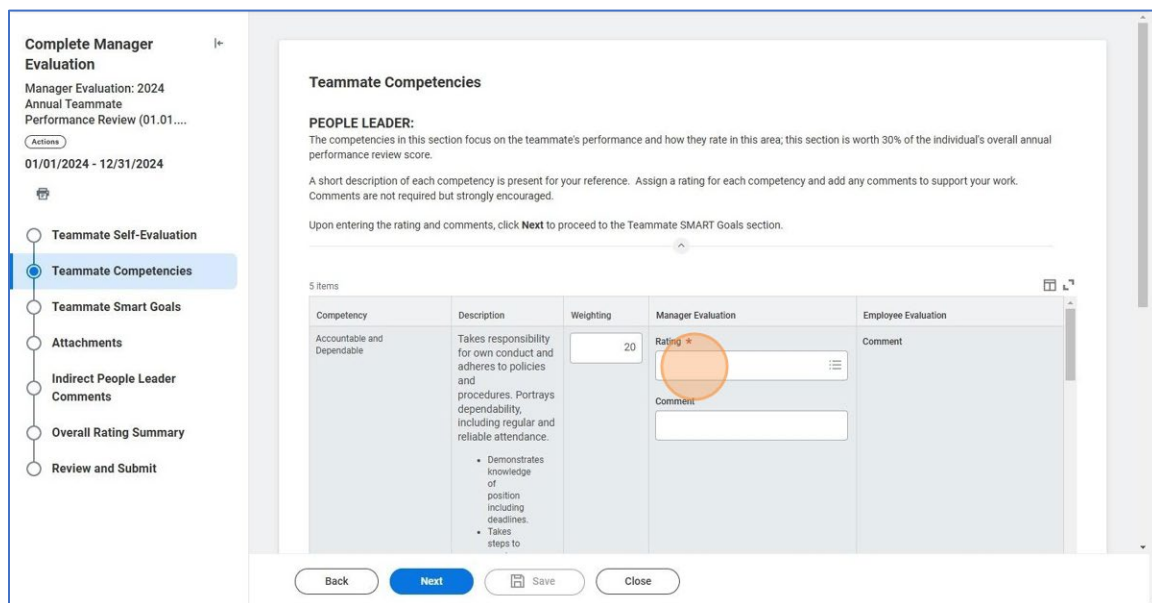 Complete Manager
Evaluation
Manager Evaluation: 2024
Annual Teammate
Performance Review (01.01....
Actions
01/01/2024 - 12/31/2024
Teammate Self-Evaluation
Teammate Competencies
Teammate Smart Goals
Attachments
Indirect People Leader
Comments
Overall Rating Summary
Review and Submit
Teammate Competencies
PEOPLE LEADER:
The competencies in this section focus on the teammate's performance and how they rate in this area; this section is worth 30% of the individual's overall annual
performance review score.
A short description of each competency is present for your reference. Assign a rating for each competency and add any comments to support your work.
Comments are not required but strongly encouraged.
Upon entering the rating and comments, click Next to proceed to the Teammate SMART Goals section.
5 items
Competency Description Weighting Manager Evaluation Employee Evaluation
Accountable and
Dependable
Takes responsibility
for own conduct and
adheres to policies
and
procedures. Portrays
dependability,
including regular and
reliable attendance.
• Demonstrates
knowledge
of
position
including
deadlines.
• Takes
steps to
20
Rating *
Comment
Comment
Back Next Save Close